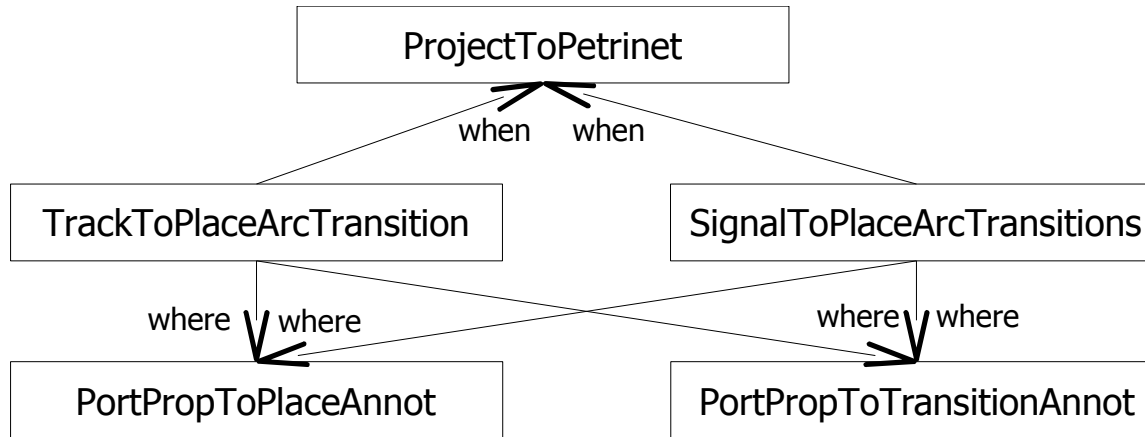 ProjectToPetrinet
when when
TrackToPlaceArcTransition SignalToPlaceArcTransitions
where where where where
PortPropToPlaceAnnot PortPropToTransitionAnnot